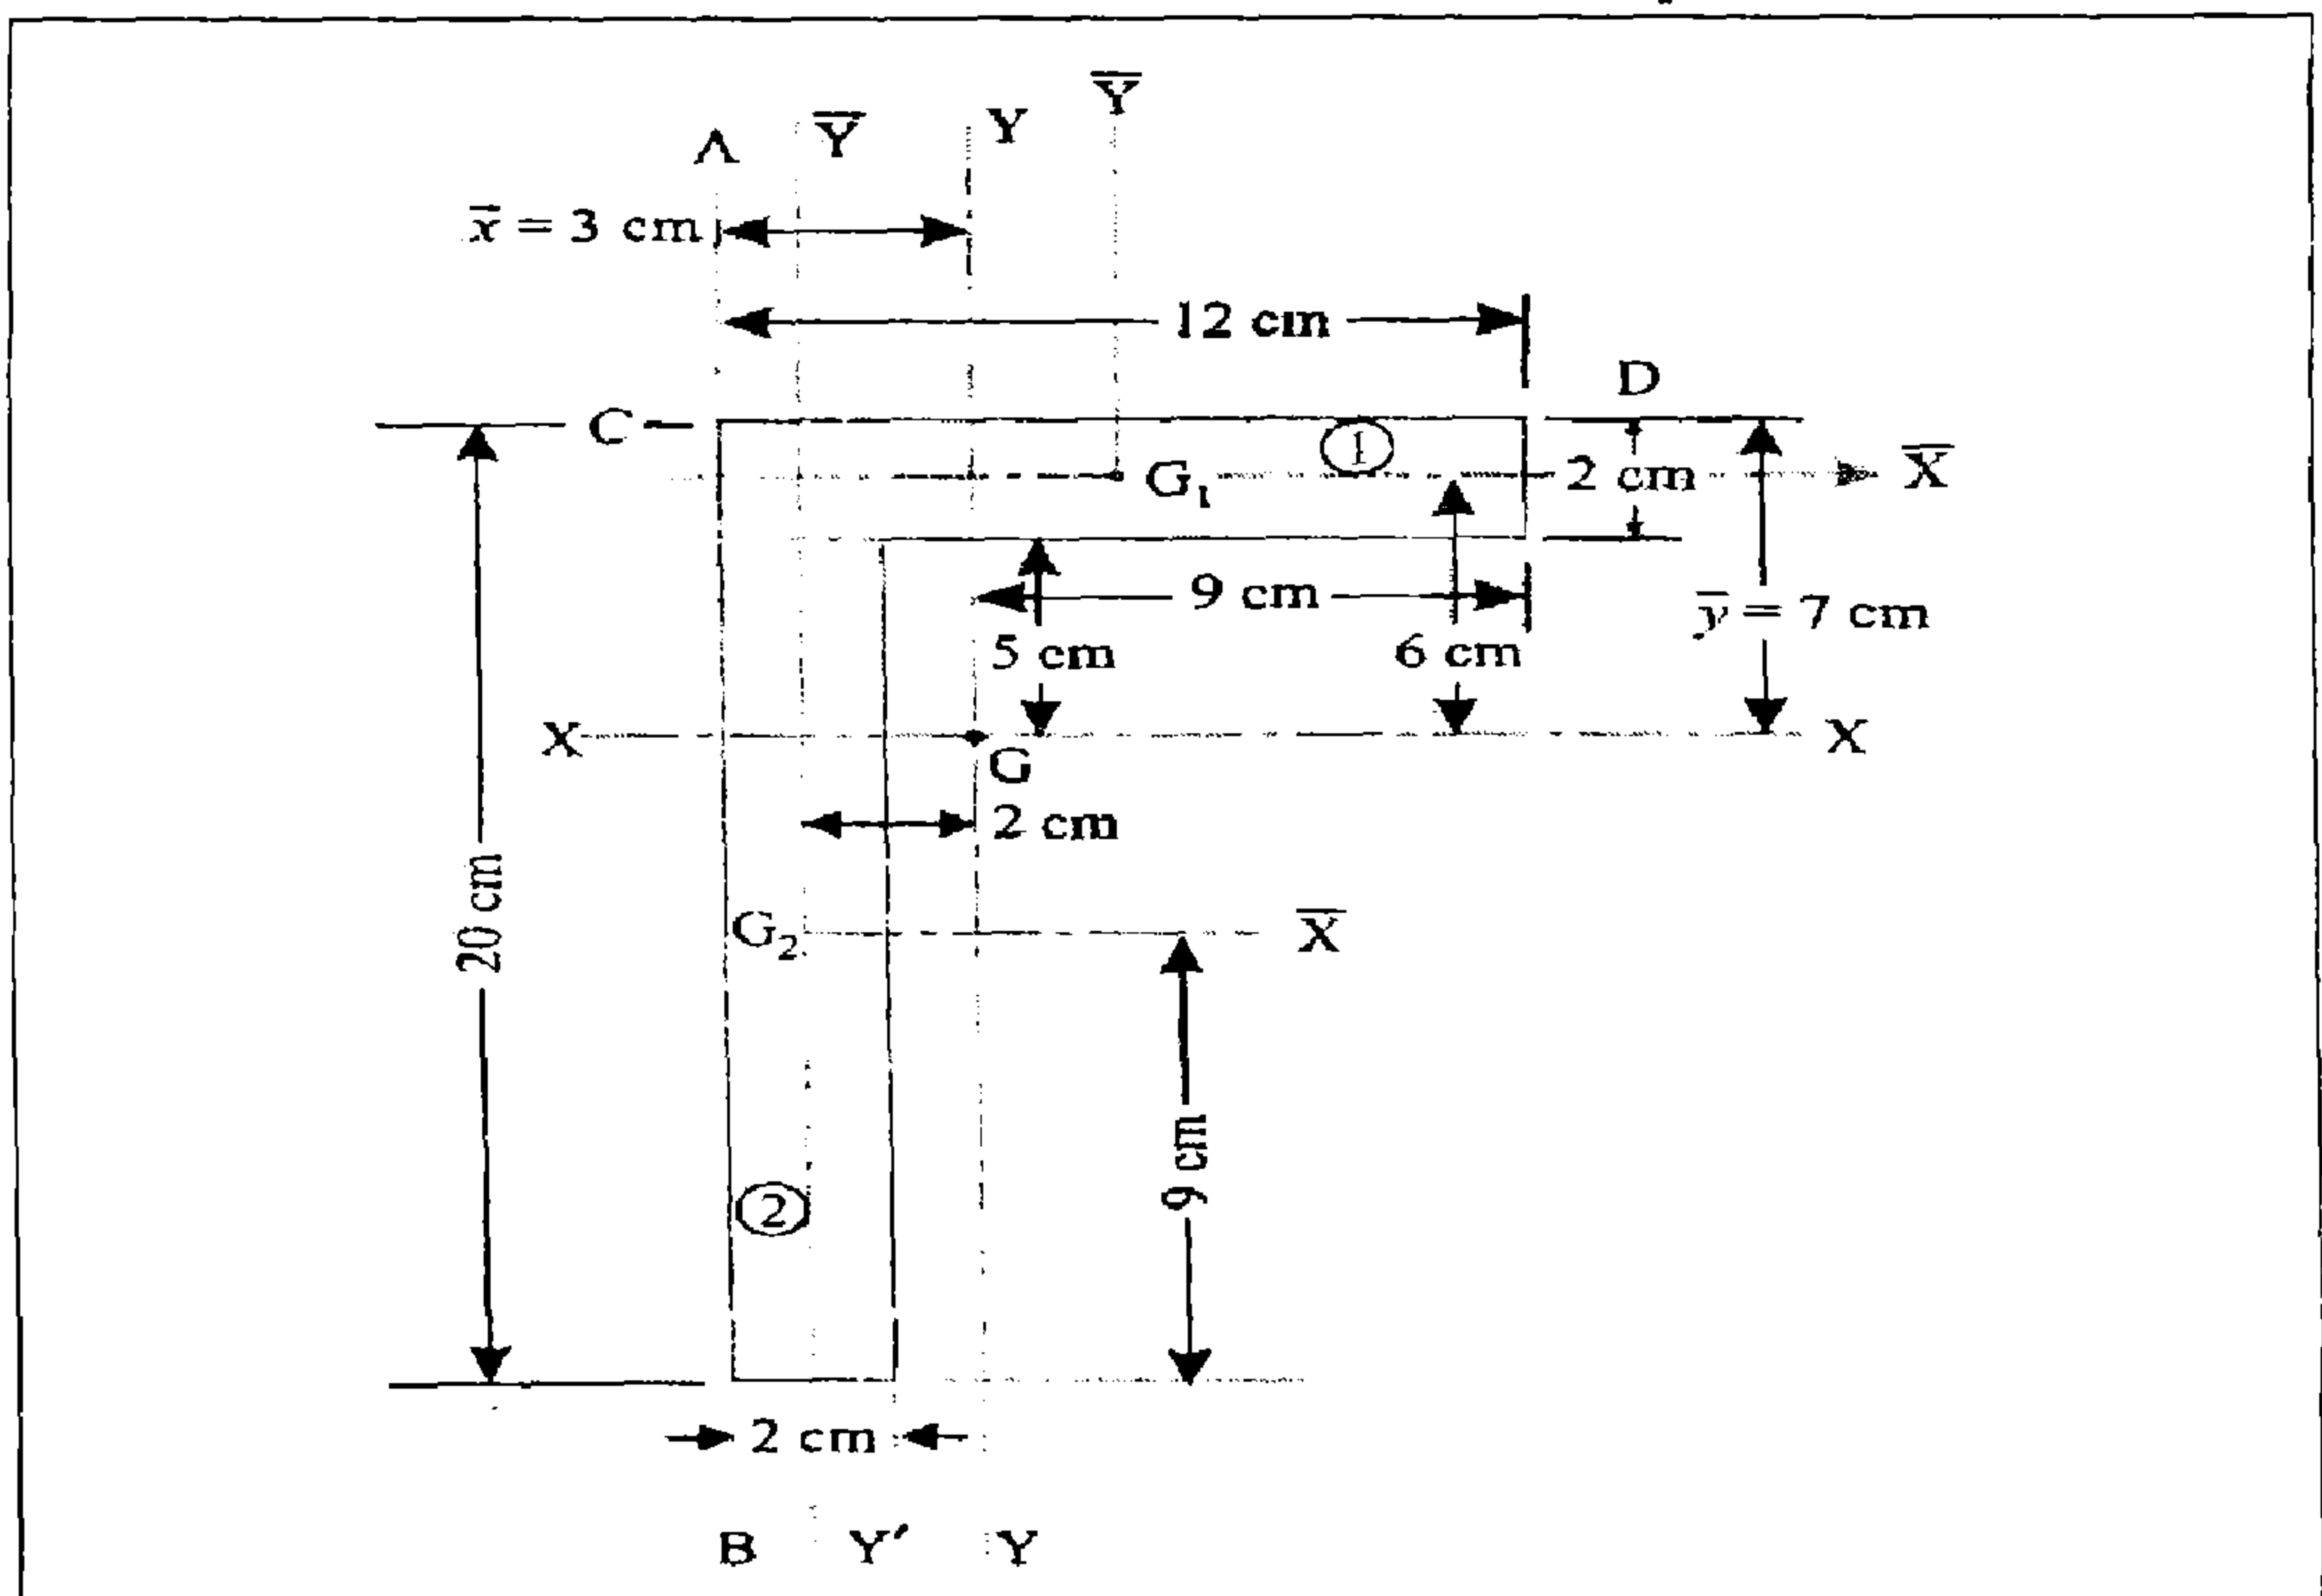 Y̅
A Y̅ Y
x̅ = 3 cm
12 cm
D
C
1
G₁ 2 cm X̅
9 cm
y̅ = 7 cm
5 cm 6 cm
X X
G
2 cm
20 cm
G₂ X̅
9 cm
2
2 cm
B Y′ Y